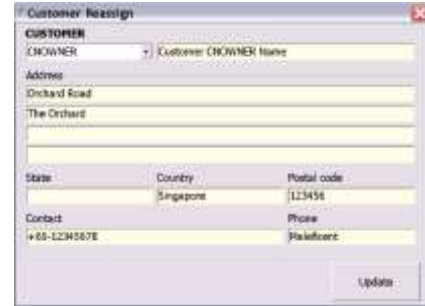 Customer Reassign
CUSTOMER
CNOWNER Customer CNOWNER Name
Address
Orchard Road
The Orchard
State Country Postal code
Singapore 123456
Contact Phone
+65-12345678 Maleficent
Update